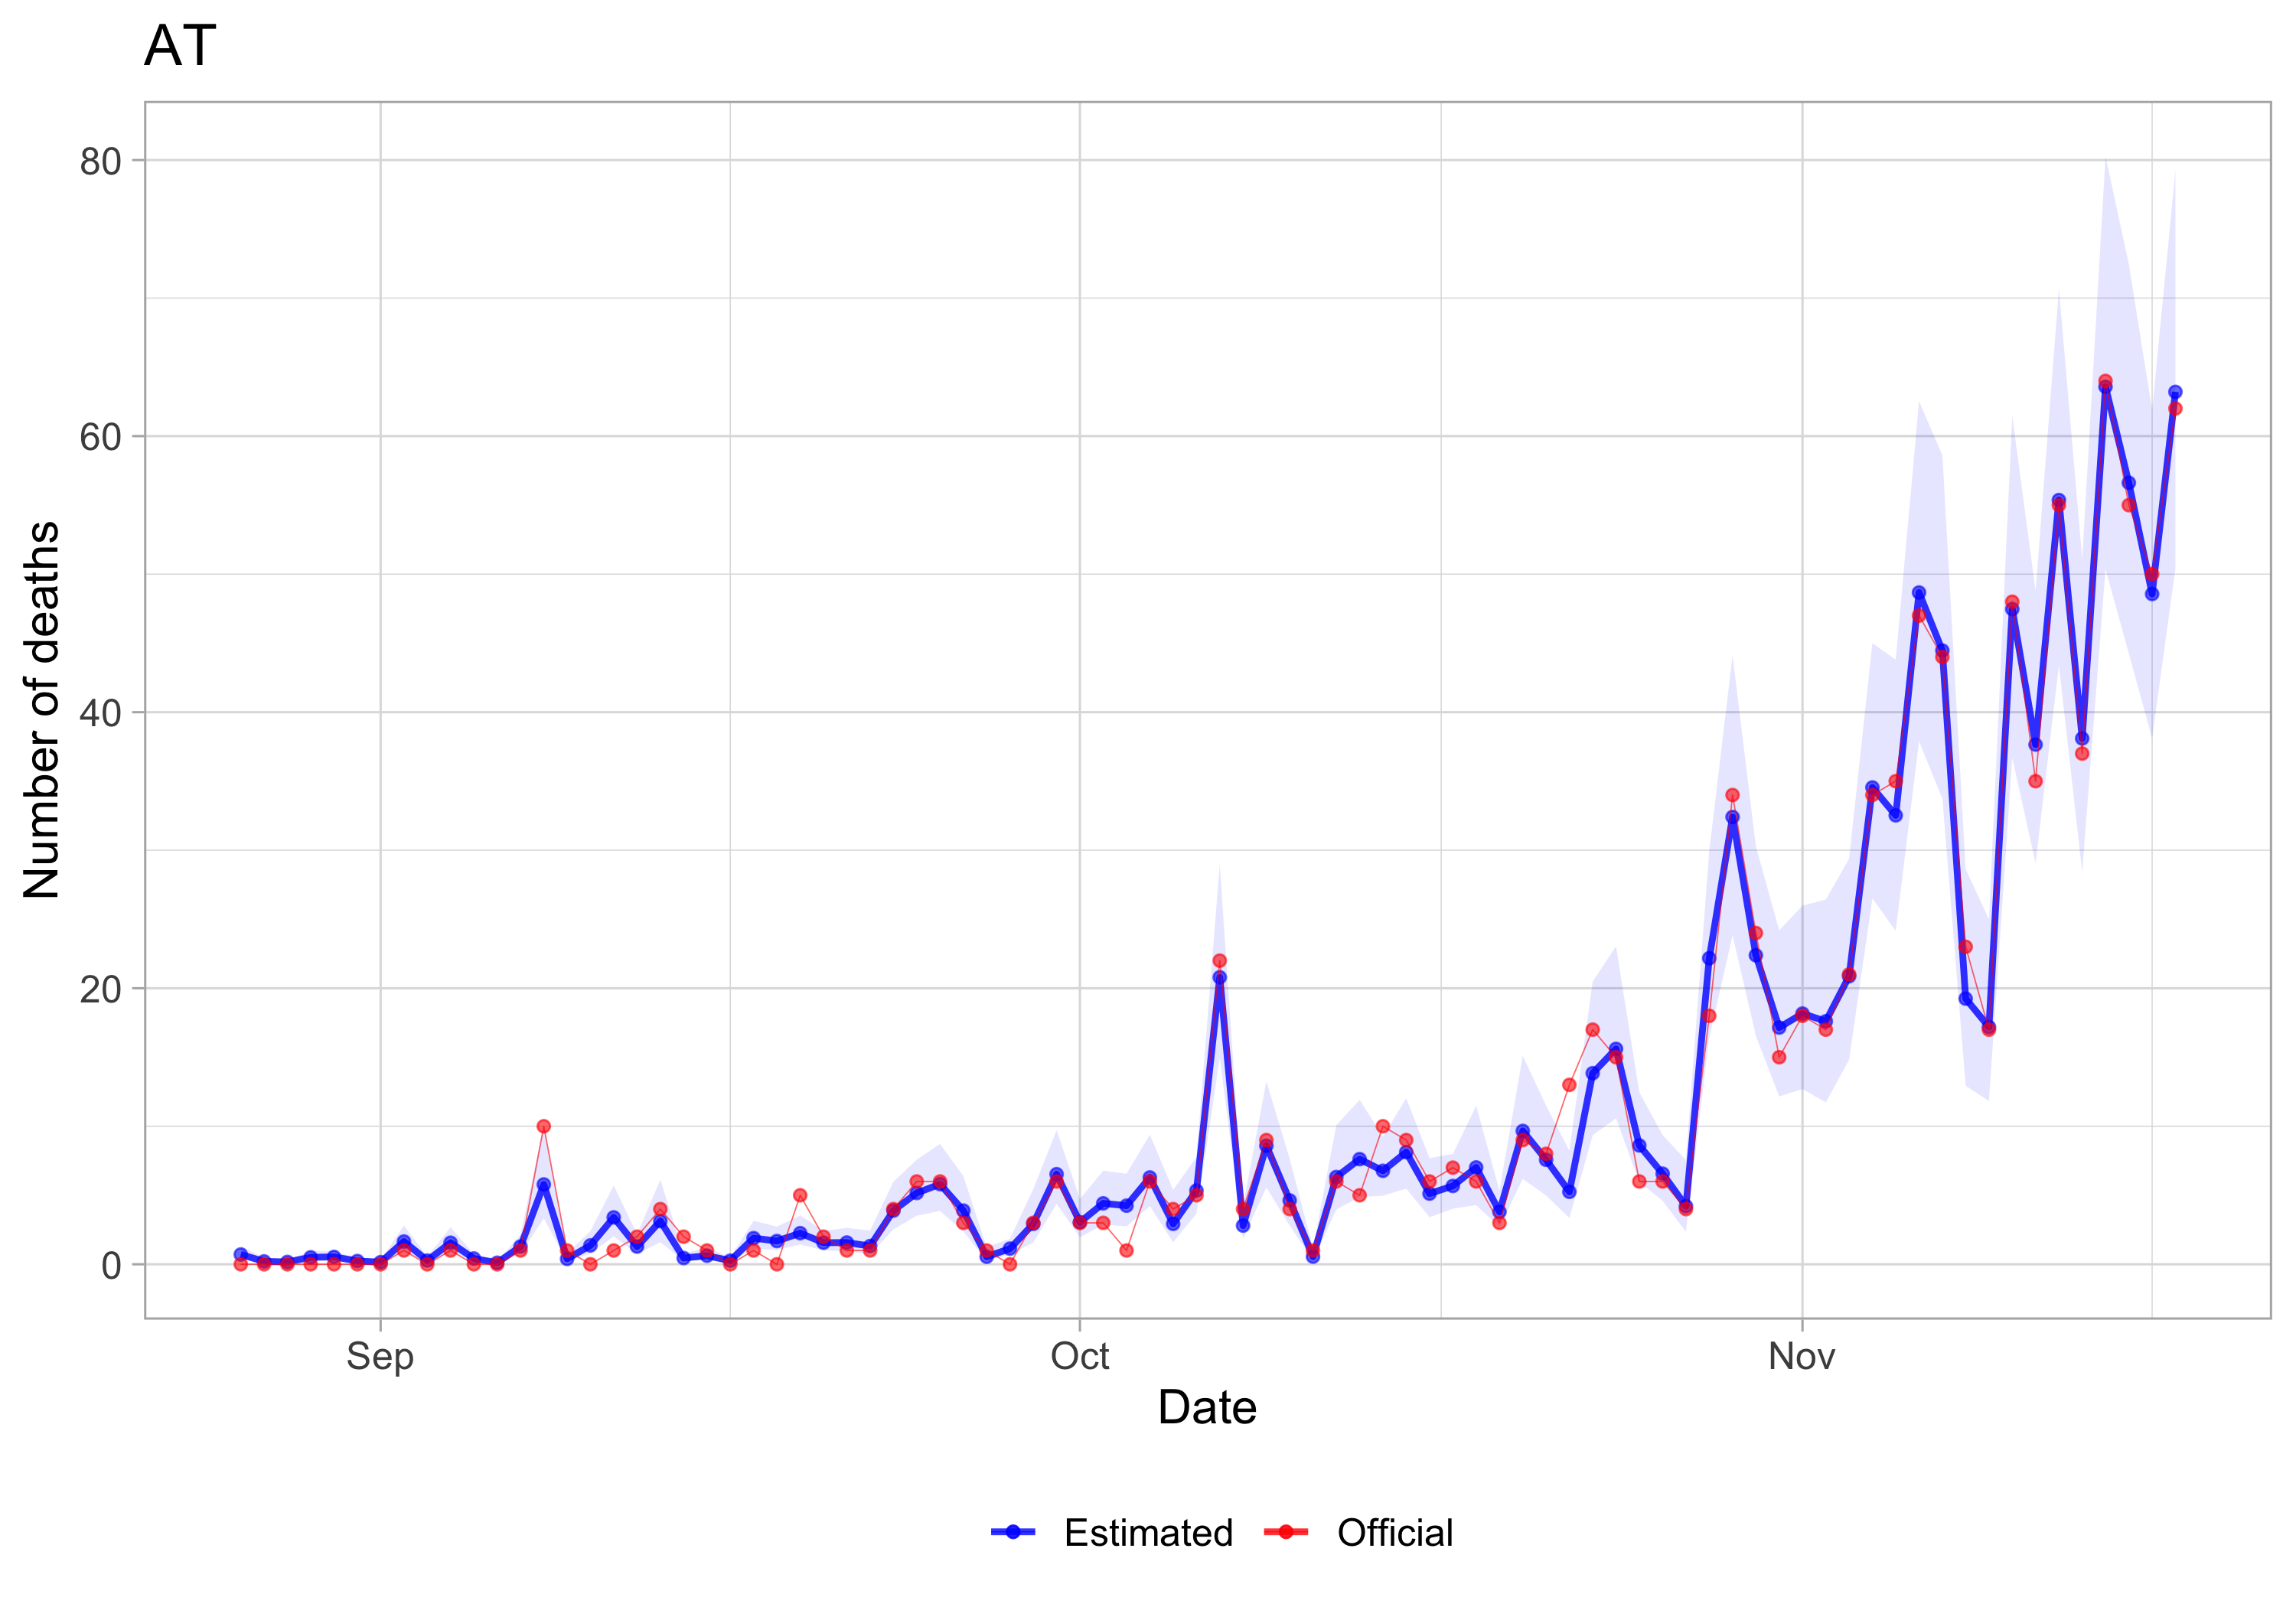 AT
Number of deaths
80
60
40
20
0
Sep Oct Nov
Date
Estimated Official